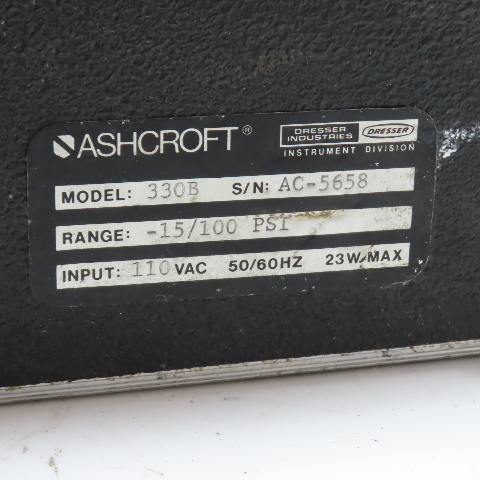 ASHCROFT®
DRESSER INDUSTRIES DRESSER
INSTRUMENT DIVISION
MODEL: 330B S/N: AC-5658
RANGE: -15/100 PSI
INPUT: 110 VAC 50/60HZ 23W MAX